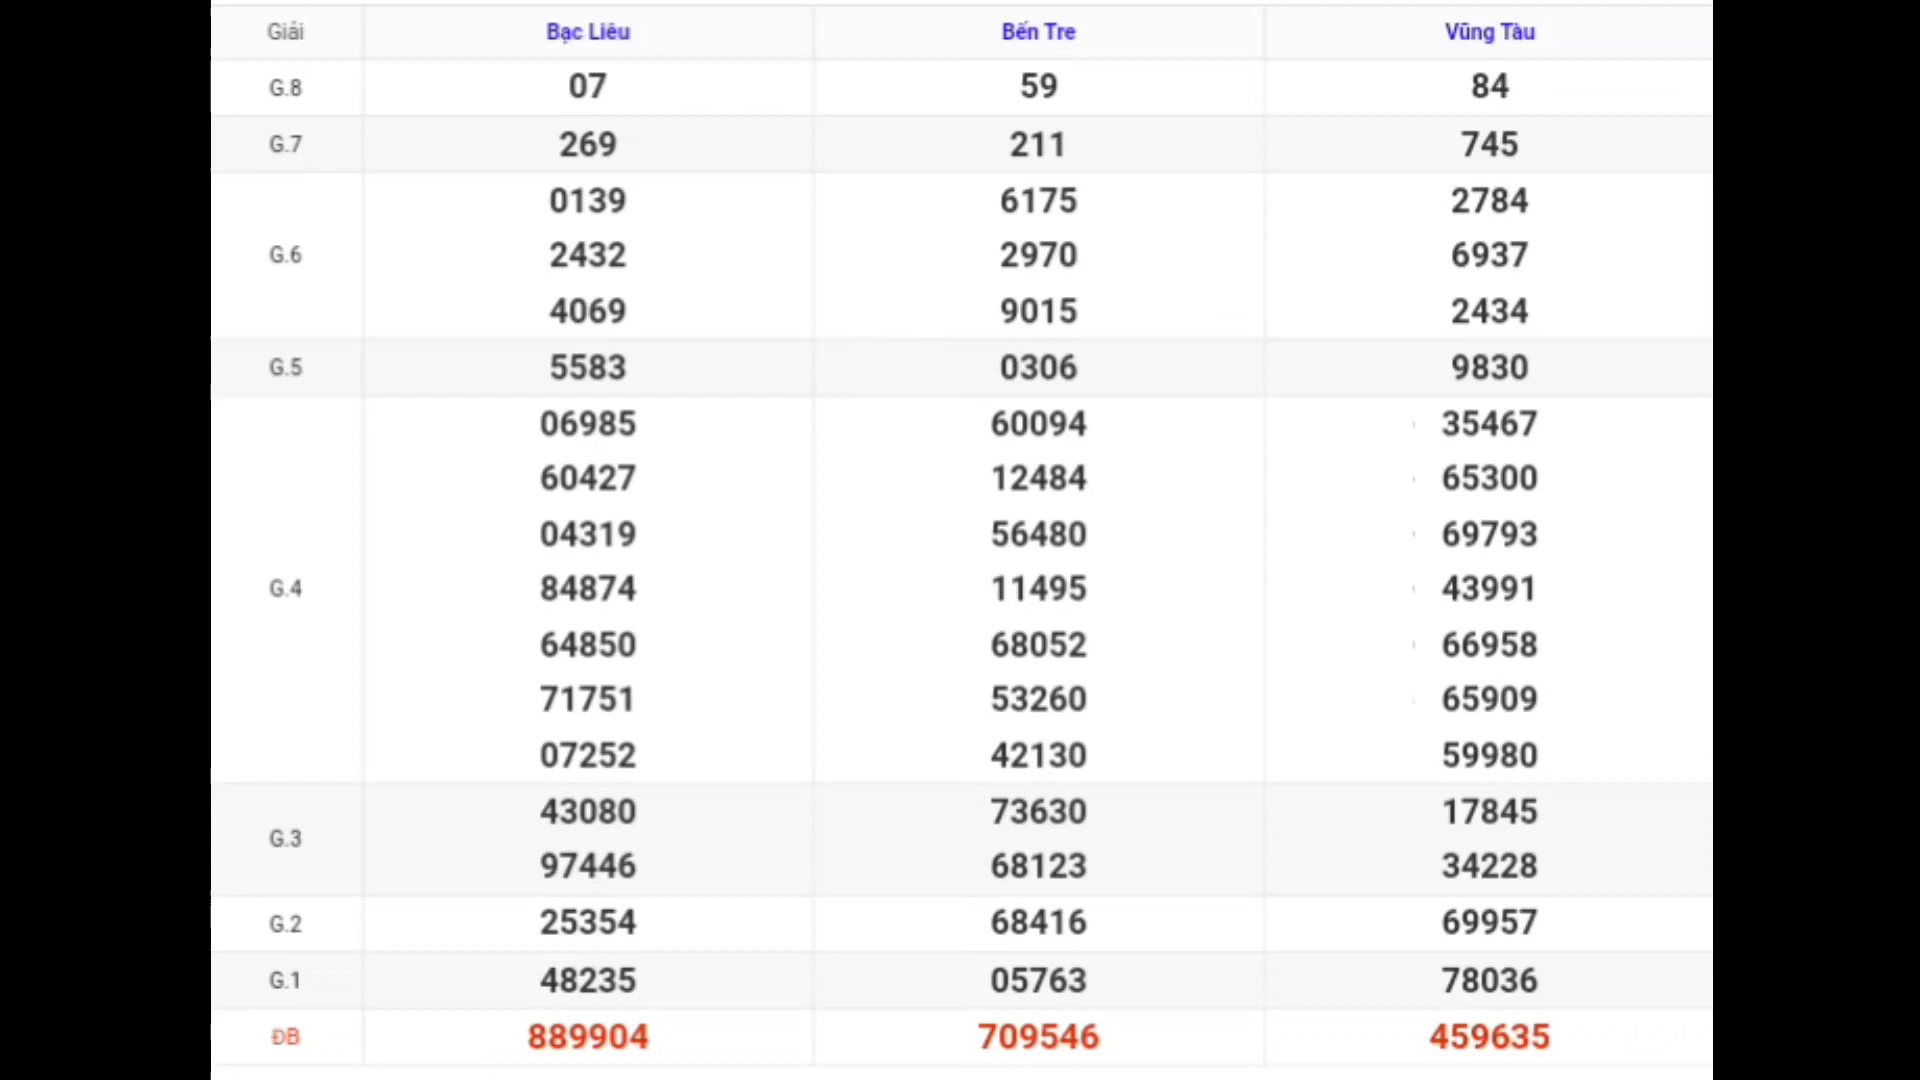 Giải Bạc Liêu Bến Tre Vũng Tàu
G.8 07 59 84
G.7 269 211 745
0139 6175 2784
G.6 2432 2970 6937
4069 9015 2434
G.5 5583 0306 9830
06985 60094 35467
60427 12484 65300
04319 56480 69793
G.4 84874 11495 43991
64850 68052 66958
71751 53260 65909
07252 42130 59980
G.3
43080 73630 17845
97446 68123 34228
G.2 25354 68416 69957
G.1 48235 05763 78036
ĐB 889904 709546 459635